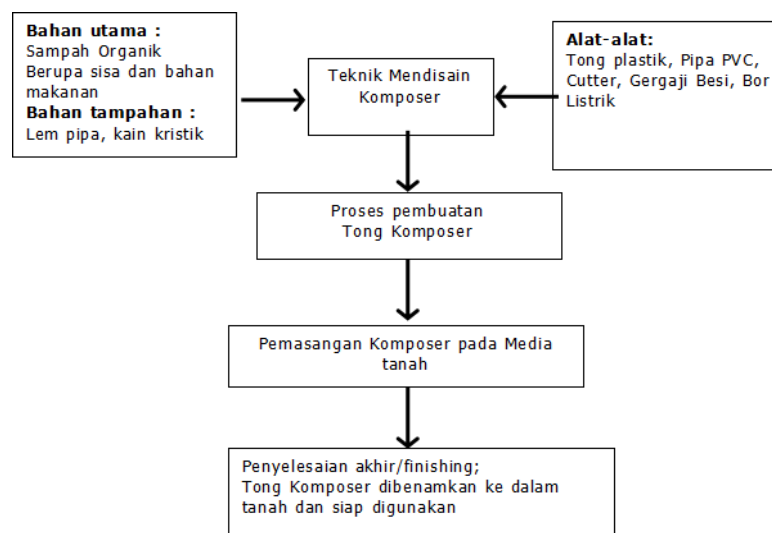 Bahan utama :
Sampah Organik
Berupa sisa dan bahan
makanan
Bahan tampahan :
Lem pipa, kain kristik
Teknik Mendisain
Komposer
Alat-alat:
Tong plastik, Pipa PVC,
Cutter, Gergaji Besi, Bor
Listrik
Proses pembuatan
Tong Komposer
Pemasangan Komposer pada Media
tanah
Penyelesaian akhir/finishing;
Tong Komposer dibenamkan ke dalam
tanah dan siap digunakan